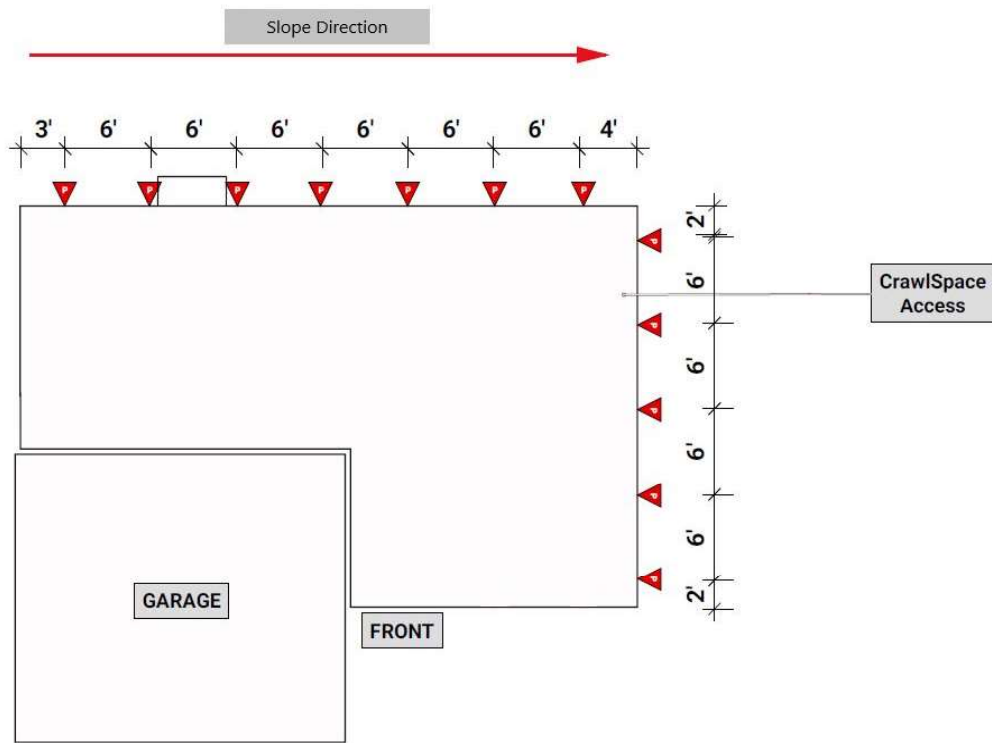 Slope Direction
3' 6' 6' 6' 6' 6' 6' 4'
P P P P P P P
2'
P
6'
CrawlSpace
Access
P
6'
P
6'
P
6'
P
2'
GARAGE
FRONT